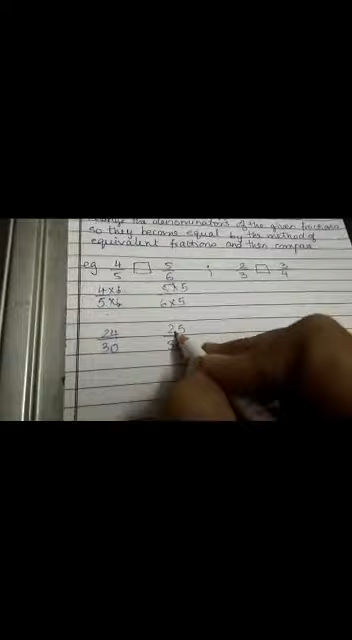 change the denominators of the given fractions
so they become equal by the method of
equivalent fractions and then compare
eg 4/5 □ 5/6 ; 2/3 □ 3/4
4×6/5×6 5×5/6×5
24/30 25/3